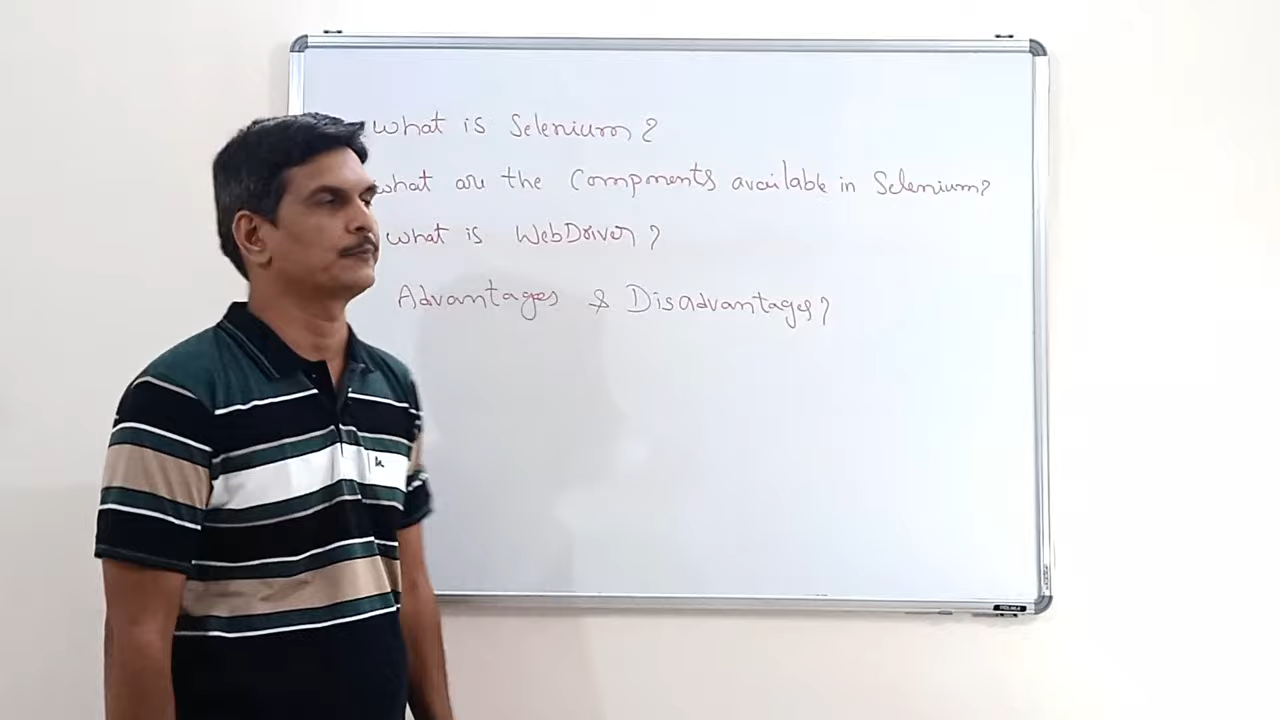 what is Selenium?
what are the Components available in Selenium?
what is WebDriver?
Advantages & Disadvantages?